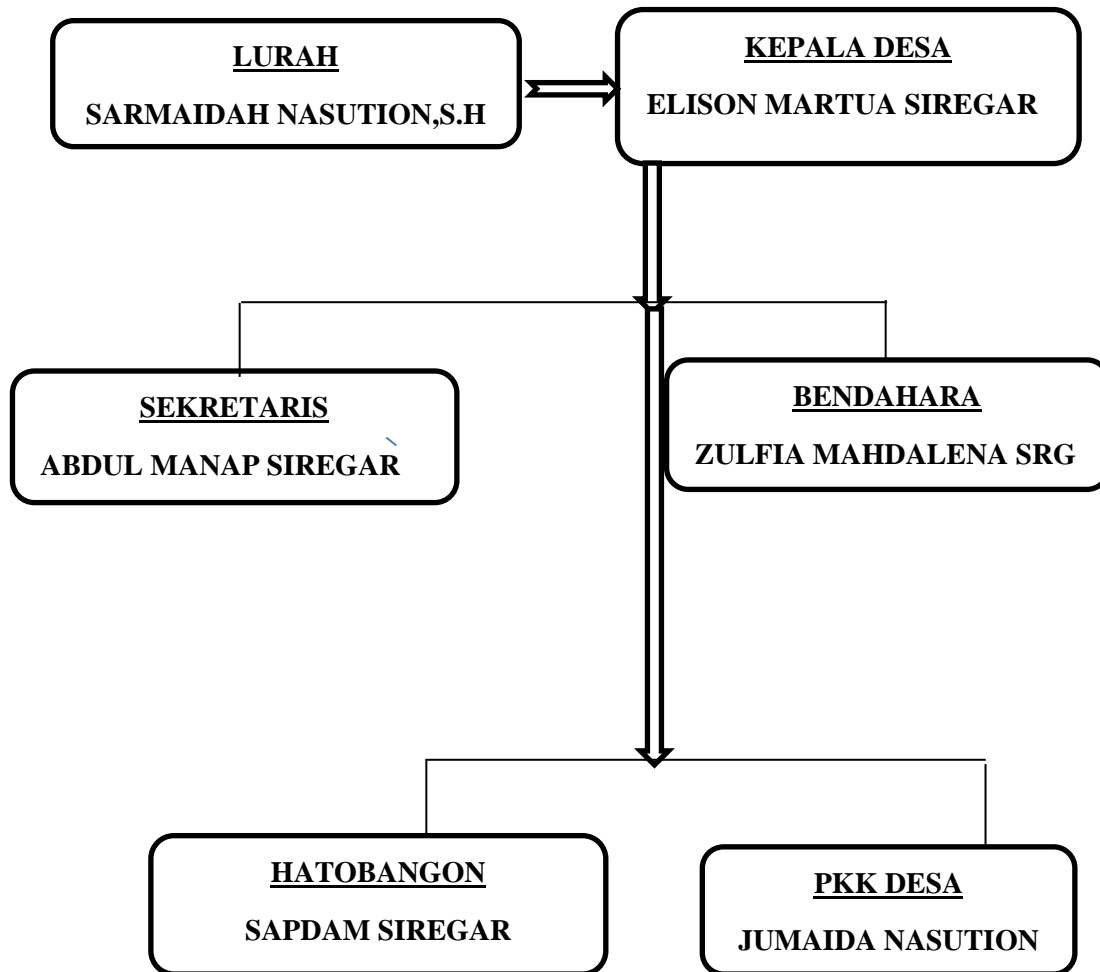 LURAH
SARMAIDAH NASUTION,S.H
KEPALA DESA
ELISON MARTUA SIREGAR
SEKRETARIS
ABDUL MANAP SIREGAR
BENDAHARA
ZULFIA MAHDALENA SRG
HATOBANGON
SAPDAM SIREGAR
PKK DESA
JUMAIDA NASUTION